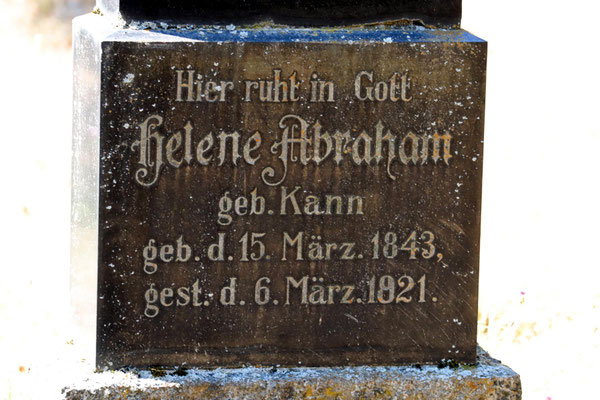 Hier ruht in Gott
Helene Abraham
geb. Kann
geb. d. 15. März. 1843,
gest. d. 6. März. 1921.